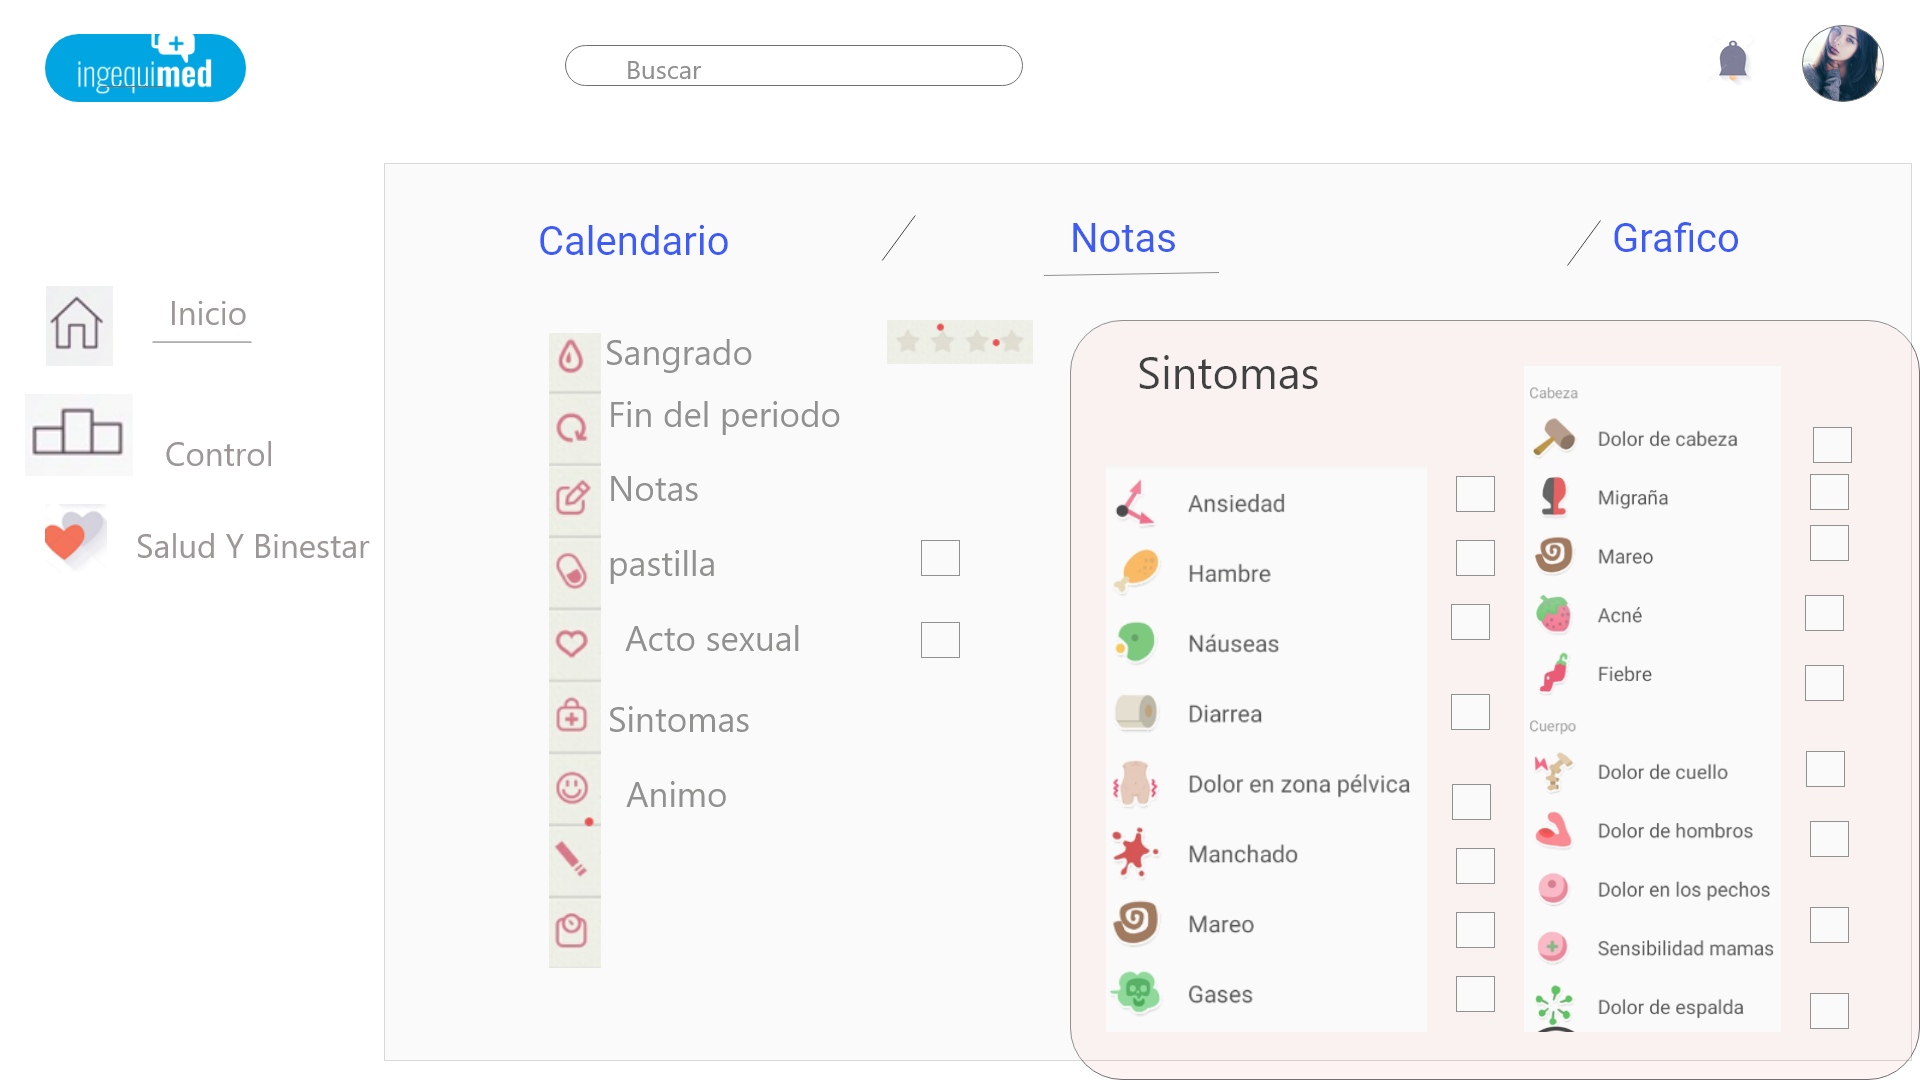 ingequimed
Buscar
Calendario
Notas
Grafico
Inicio
Control
Salud Y Binestar
Sangrado
Fin del periodo
Notas
pastilla
Acto sexual
Sintomas
Animo
Sintomas
Ansiedad
Hambre
Náuseas
Diarrea
Dolor en zona pélvica
Manchado
Mareo
Gases
Cabeza
Dolor de cabeza
Migraña
Mareo
Acné
Fiebre
Cuerpo
Dolor de cuello
Dolor de hombros
Dolor en los pechos
Sensibilidad mamas
Dolor de espalda